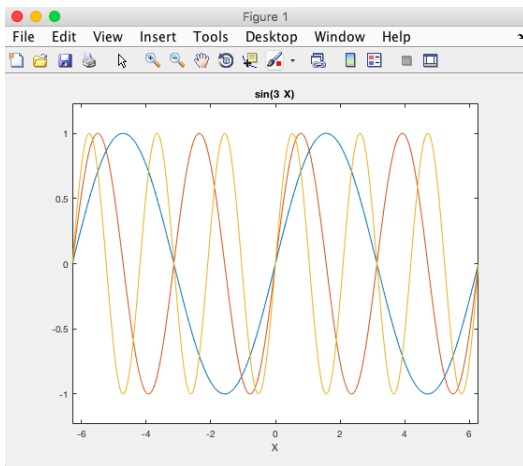 Figure 1
File Edit View Insert Tools Desktop Window Help
sin(3 X)
1
0.5
0
-0.5
-1
-6 -4 -2 0 2 4 6
X